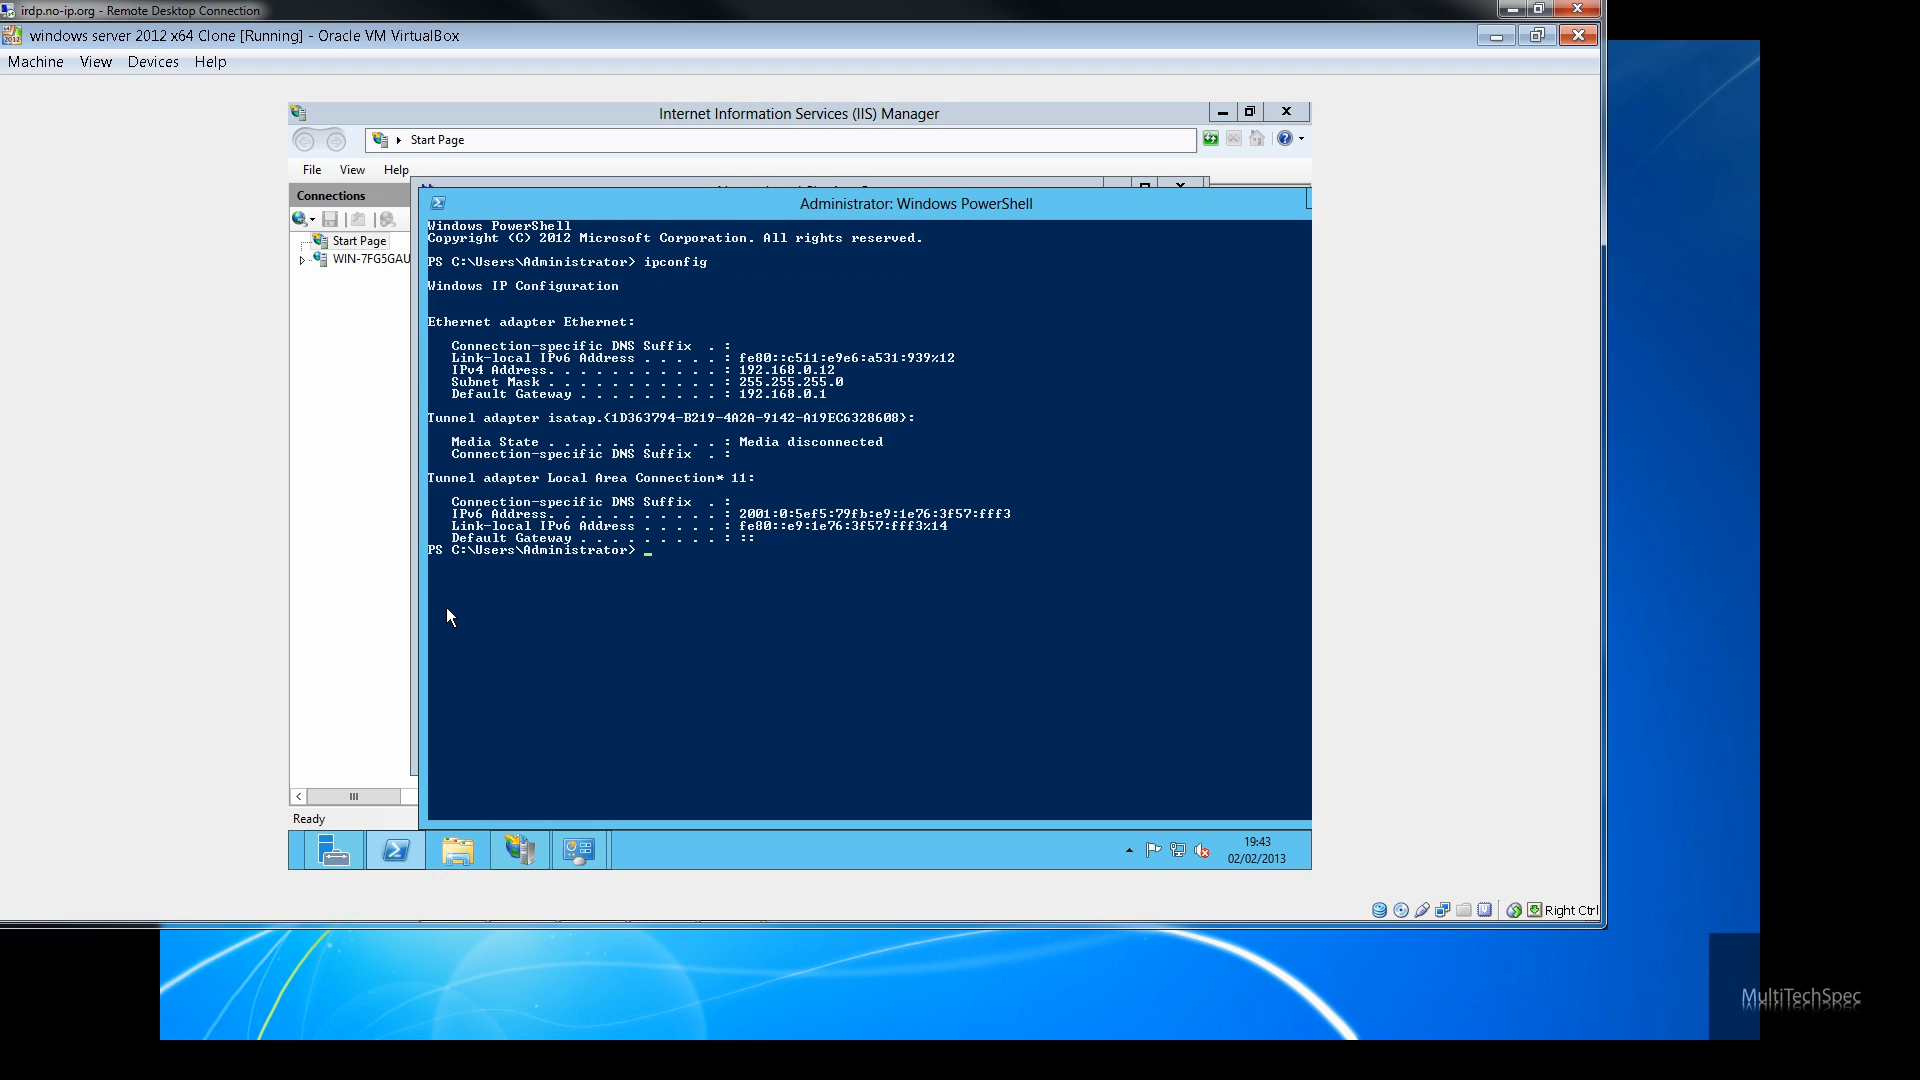 irdp.no-ip.org - Remote Desktop Connection
windows server 2012 x64 Clone [Running] - Oracle VM VirtualBox
Machine View Devices Help
Internet Information Services (IIS) Manager
Start Page
File View Help
Connections
Start Page
WIN-7FG5GAU
Administrator: Windows PowerShell
Windows PowerShell
Copyright (C) 2012 Microsoft Corporation. All rights reserved.
PS C:\Users\Administrator> ipconfig
Windows IP Configuration
Ethernet adapter Ethernet:
Connection-specific DNS Suffix . :
Link-local IPv6 Address . . . . . : fe80::c511:e9e6:a531:939%12
IPv4 Address. . . . . . . . . . . : 192.168.0.12
Subnet Mask . . . . . . . . . . . : 255.255.255.0
Default Gateway . . . . . . . . . : 192.168.0.1
Tunnel adapter isatap.{1D363794-B219-4A2A-9142-A19EC6328608}:
Media State . . . . . . . . . . . : Media disconnected
Connection-specific DNS Suffix . :
Tunnel adapter Local Area Connection* 11:
Connection-specific DNS Suffix . :
IPv6 Address. . . . . . . . . . . : 2001:0:5ef5:79fb:e9:1e76:3f57:fff3
Link-local IPv6 Address . . . . . : fe80::e9:1e76:3f57:fff3%14
Default Gateway . . . . . . . . . : ::
PS C:\Users\Administrator> _
Ready
19:43
02/02/2013
Right Ctrl
MultiTechSpec